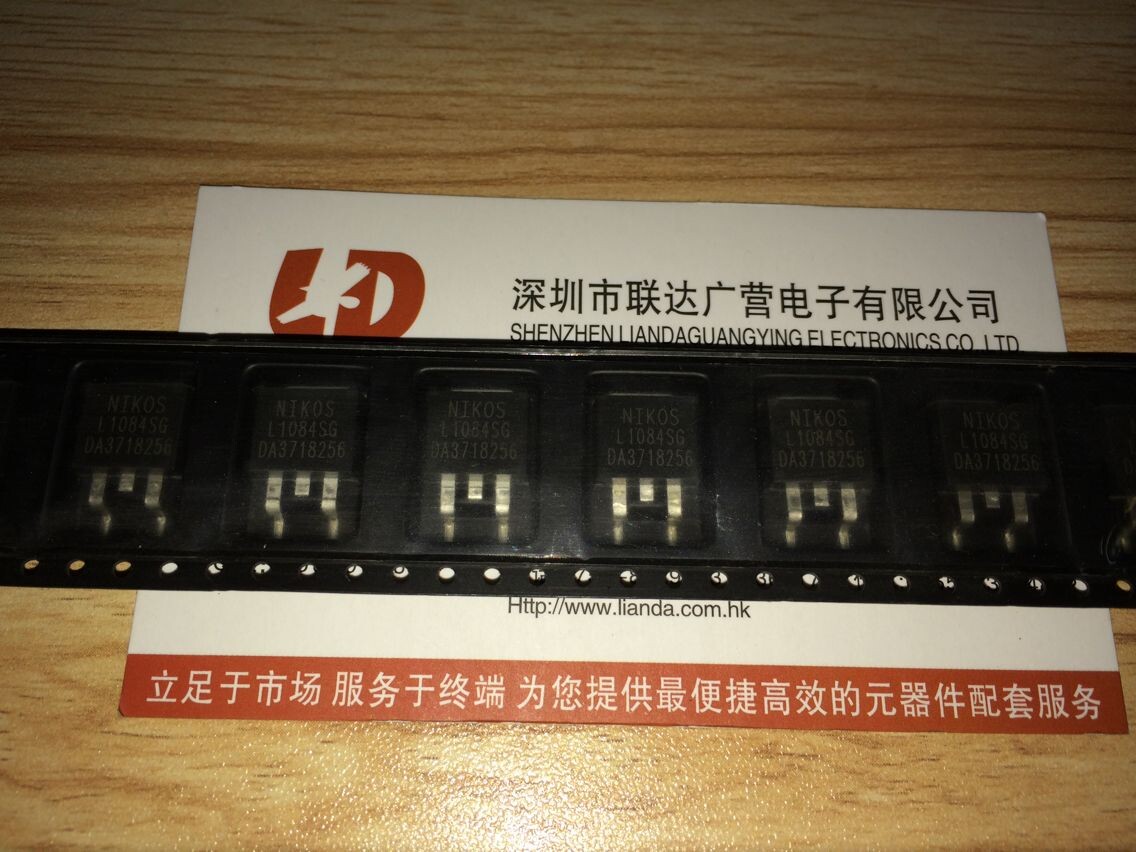 LD
深圳市联达广营电子有限公司
SHENZHEN LIANDAGUANGYING ELECTRONICS CO.,LTD.
NIKOS
L1084SG
DA3718256
NIKOS
L1084SG
DA3718256
NIKOS
L1084SG
DA3718256
NIKOS
L1084SG
DA3718256
NIKOS
L1084SG
DA3718256
NIKOS
L1084SG
DA3718256
Http://www.lianda.com.hk
立足于市场 服务于终端 为您提供最便捷高效的元器件配套服务